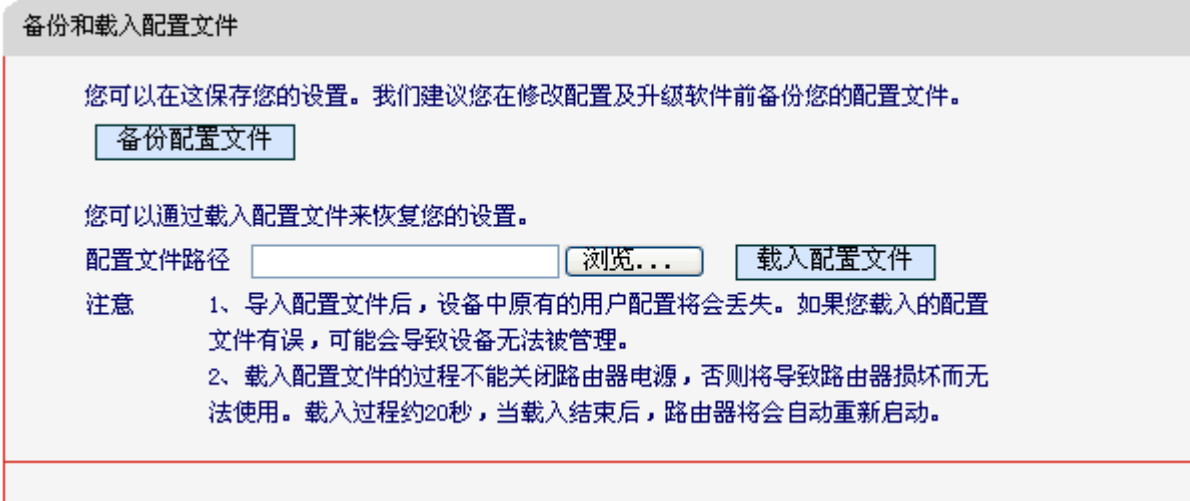 备份和载入配置文件
您可以在这保存您的设置。我们建议您在修改配置及升级软件前备份您的配置文件。
备份配置文件
您可以通过载入配置文件来恢复您的设置。
配置文件路径 浏览... 载入配置文件
注意 1、导入配置文件后，设备中原有的用户配置将会丢失。如果您载入的配置
文件有误，可能会导致设备无法被管理。
2、载入配置文件的过程不能关闭路由器电源，否则将导致路由器损坏而无
法使用。载入过程约20秒，当载入结束后，路由器将会自动重新启动。